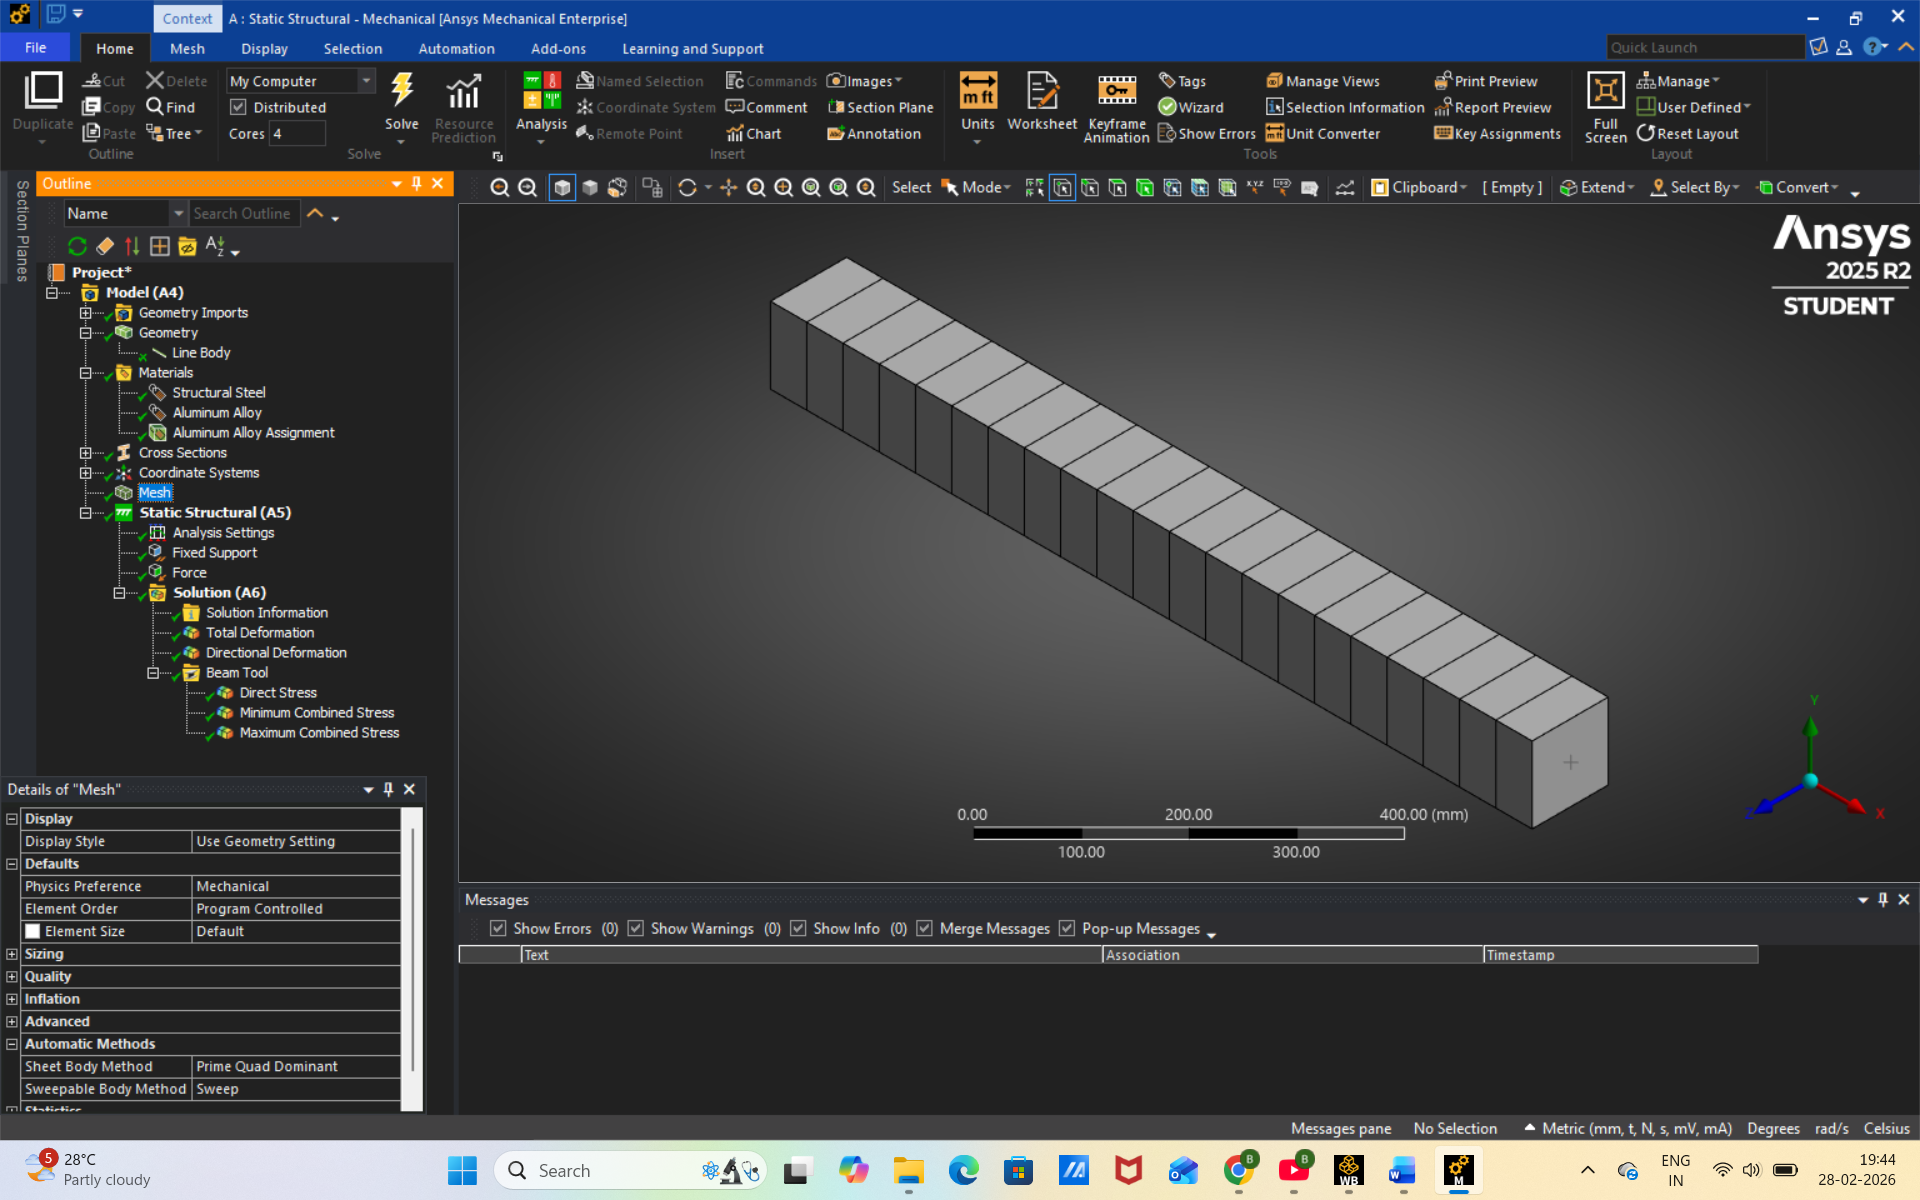 Context
A : Static Structural - Mechanical [Ansys Mechanical Enterprise]
File Home Mesh Display Selection Automation Add-ons Learning and Support
Quick Launch
Duplicate
Cut
Copy
Paste
Delete
Find
Tree
Outline
My Computer
Distributed
Cores 4
Solve
Resource Prediction
Solve
Analysis
Named Selection
Coordinate System
Remote Point
Commands
Comment
Chart
Images
Section Plane
Annotation
Insert
m ft
Units
Worksheet
Keyframe Animation
Tags
Wizard
Show Errors
Manage Views
Selection Information
Unit Converter
Print Preview
Report Preview
Key Assignments
Tools
Full Screen
Manage
User Defined
Reset Layout
Layout
Section Planes
Outline
Name Search Outline
Select Mode Clipboard [ Empty ] Extend Select By Convert
Project*
Model (A4)
Geometry Imports
Geometry
Line Body
Materials
Structural Steel
Aluminum Alloy
Aluminum Alloy Assignment
Cross Sections
Coordinate Systems
Mesh
Static Structural (A5)
Analysis Settings
Fixed Support
Force
Solution (A6)
Solution Information
Total Deformation
Directional Deformation
Beam Tool
Direct Stress
Minimum Combined Stress
Maximum Combined Stress
Ansys
2025 R2
STUDENT
Y
Z
X
0.00 200.00 400.00 (mm)
100.00 300.00
Details of "Mesh"
Display
Display Style Use Geometry Setting
Defaults
Physics Preference Mechanical
Element Order Program Controlled
Element Size Default
Sizing
Quality
Inflation
Advanced
Automatic Methods
Sheet Body Method Prime Quad Dominant
Sweepable Body Method Sweep
Statistics
Messages
Show Errors (0) Show Warnings (0) Show Info (0) Merge Messages Pop-up Messages
Text Association Timestamp
Messages pane No Selection Metric (mm, t, N, s, mV, mA) Degrees rad/s Celsius
5
28°C
Partly cloudy
Search
B
B
WB
W
M
ENG
IN
19:44
28-02-2026